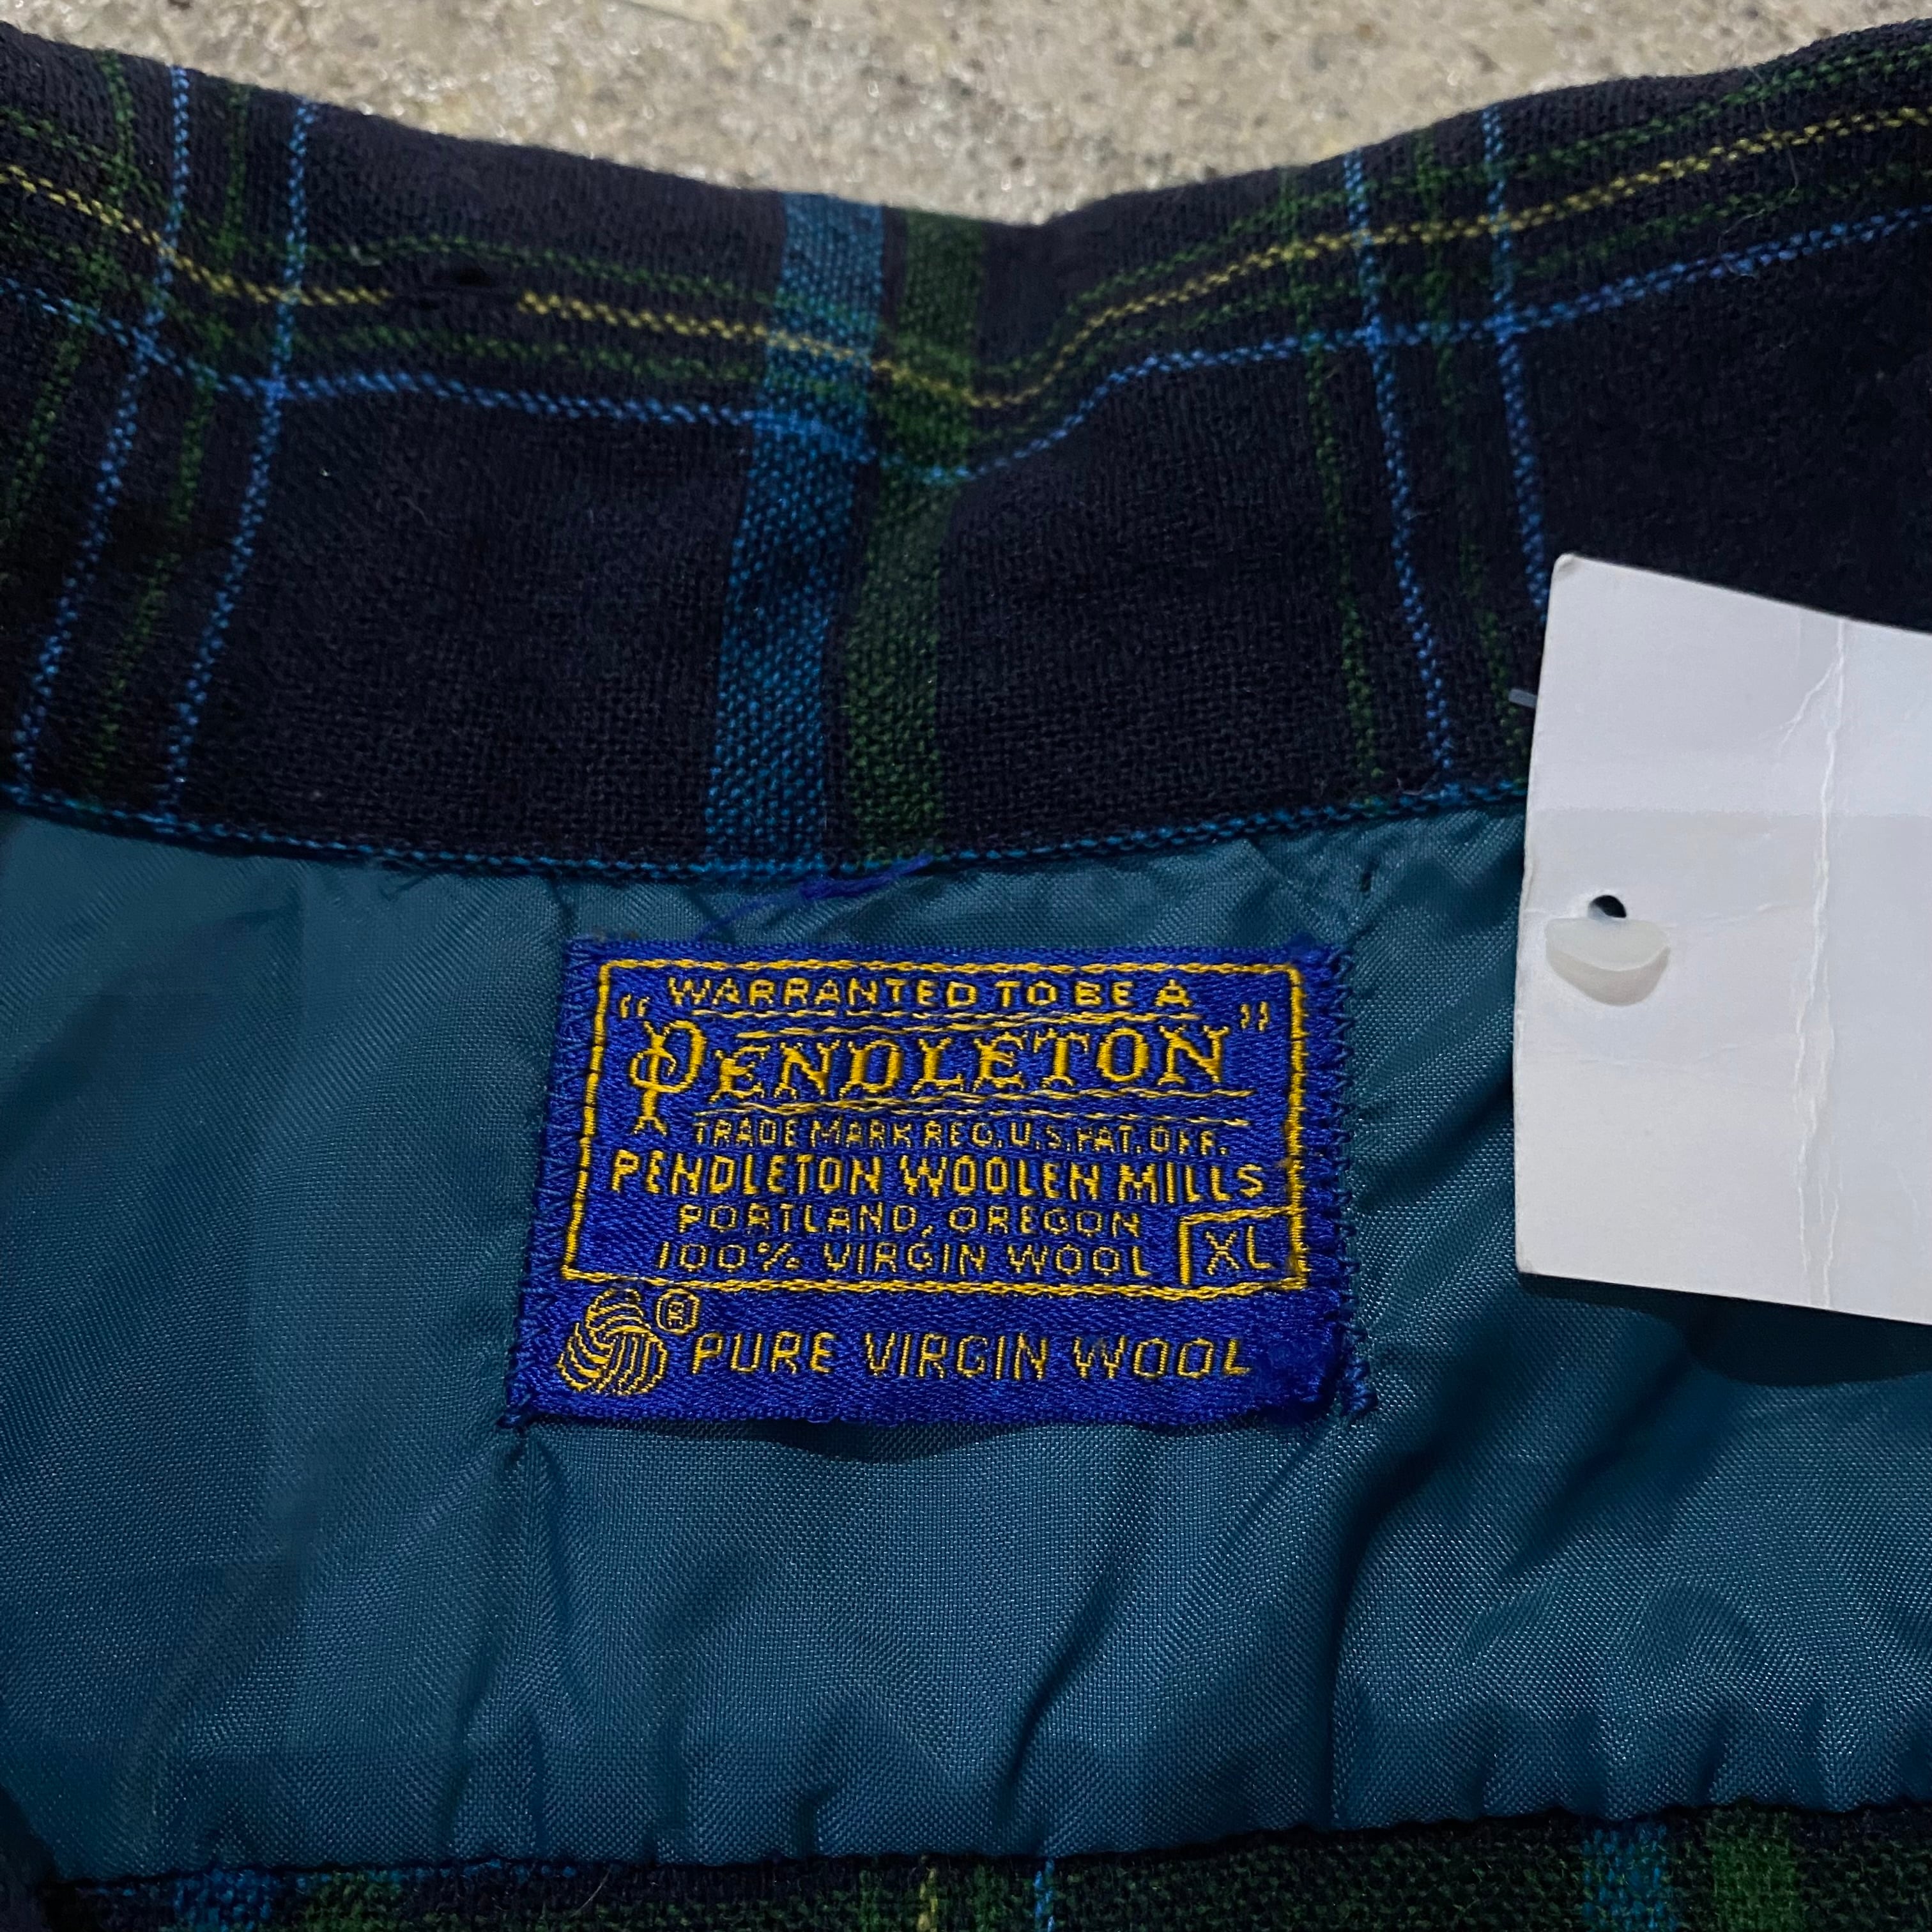 WARRANTED TO BE A
"PENDLETON"
TRADE MARK REG. U.S. PAT. OFF.
PENDLETON WOOLEN MILLS
PORTLAND, OREGON
100% VIRGIN WOOL XL
® PURE VIRGIN WOOL